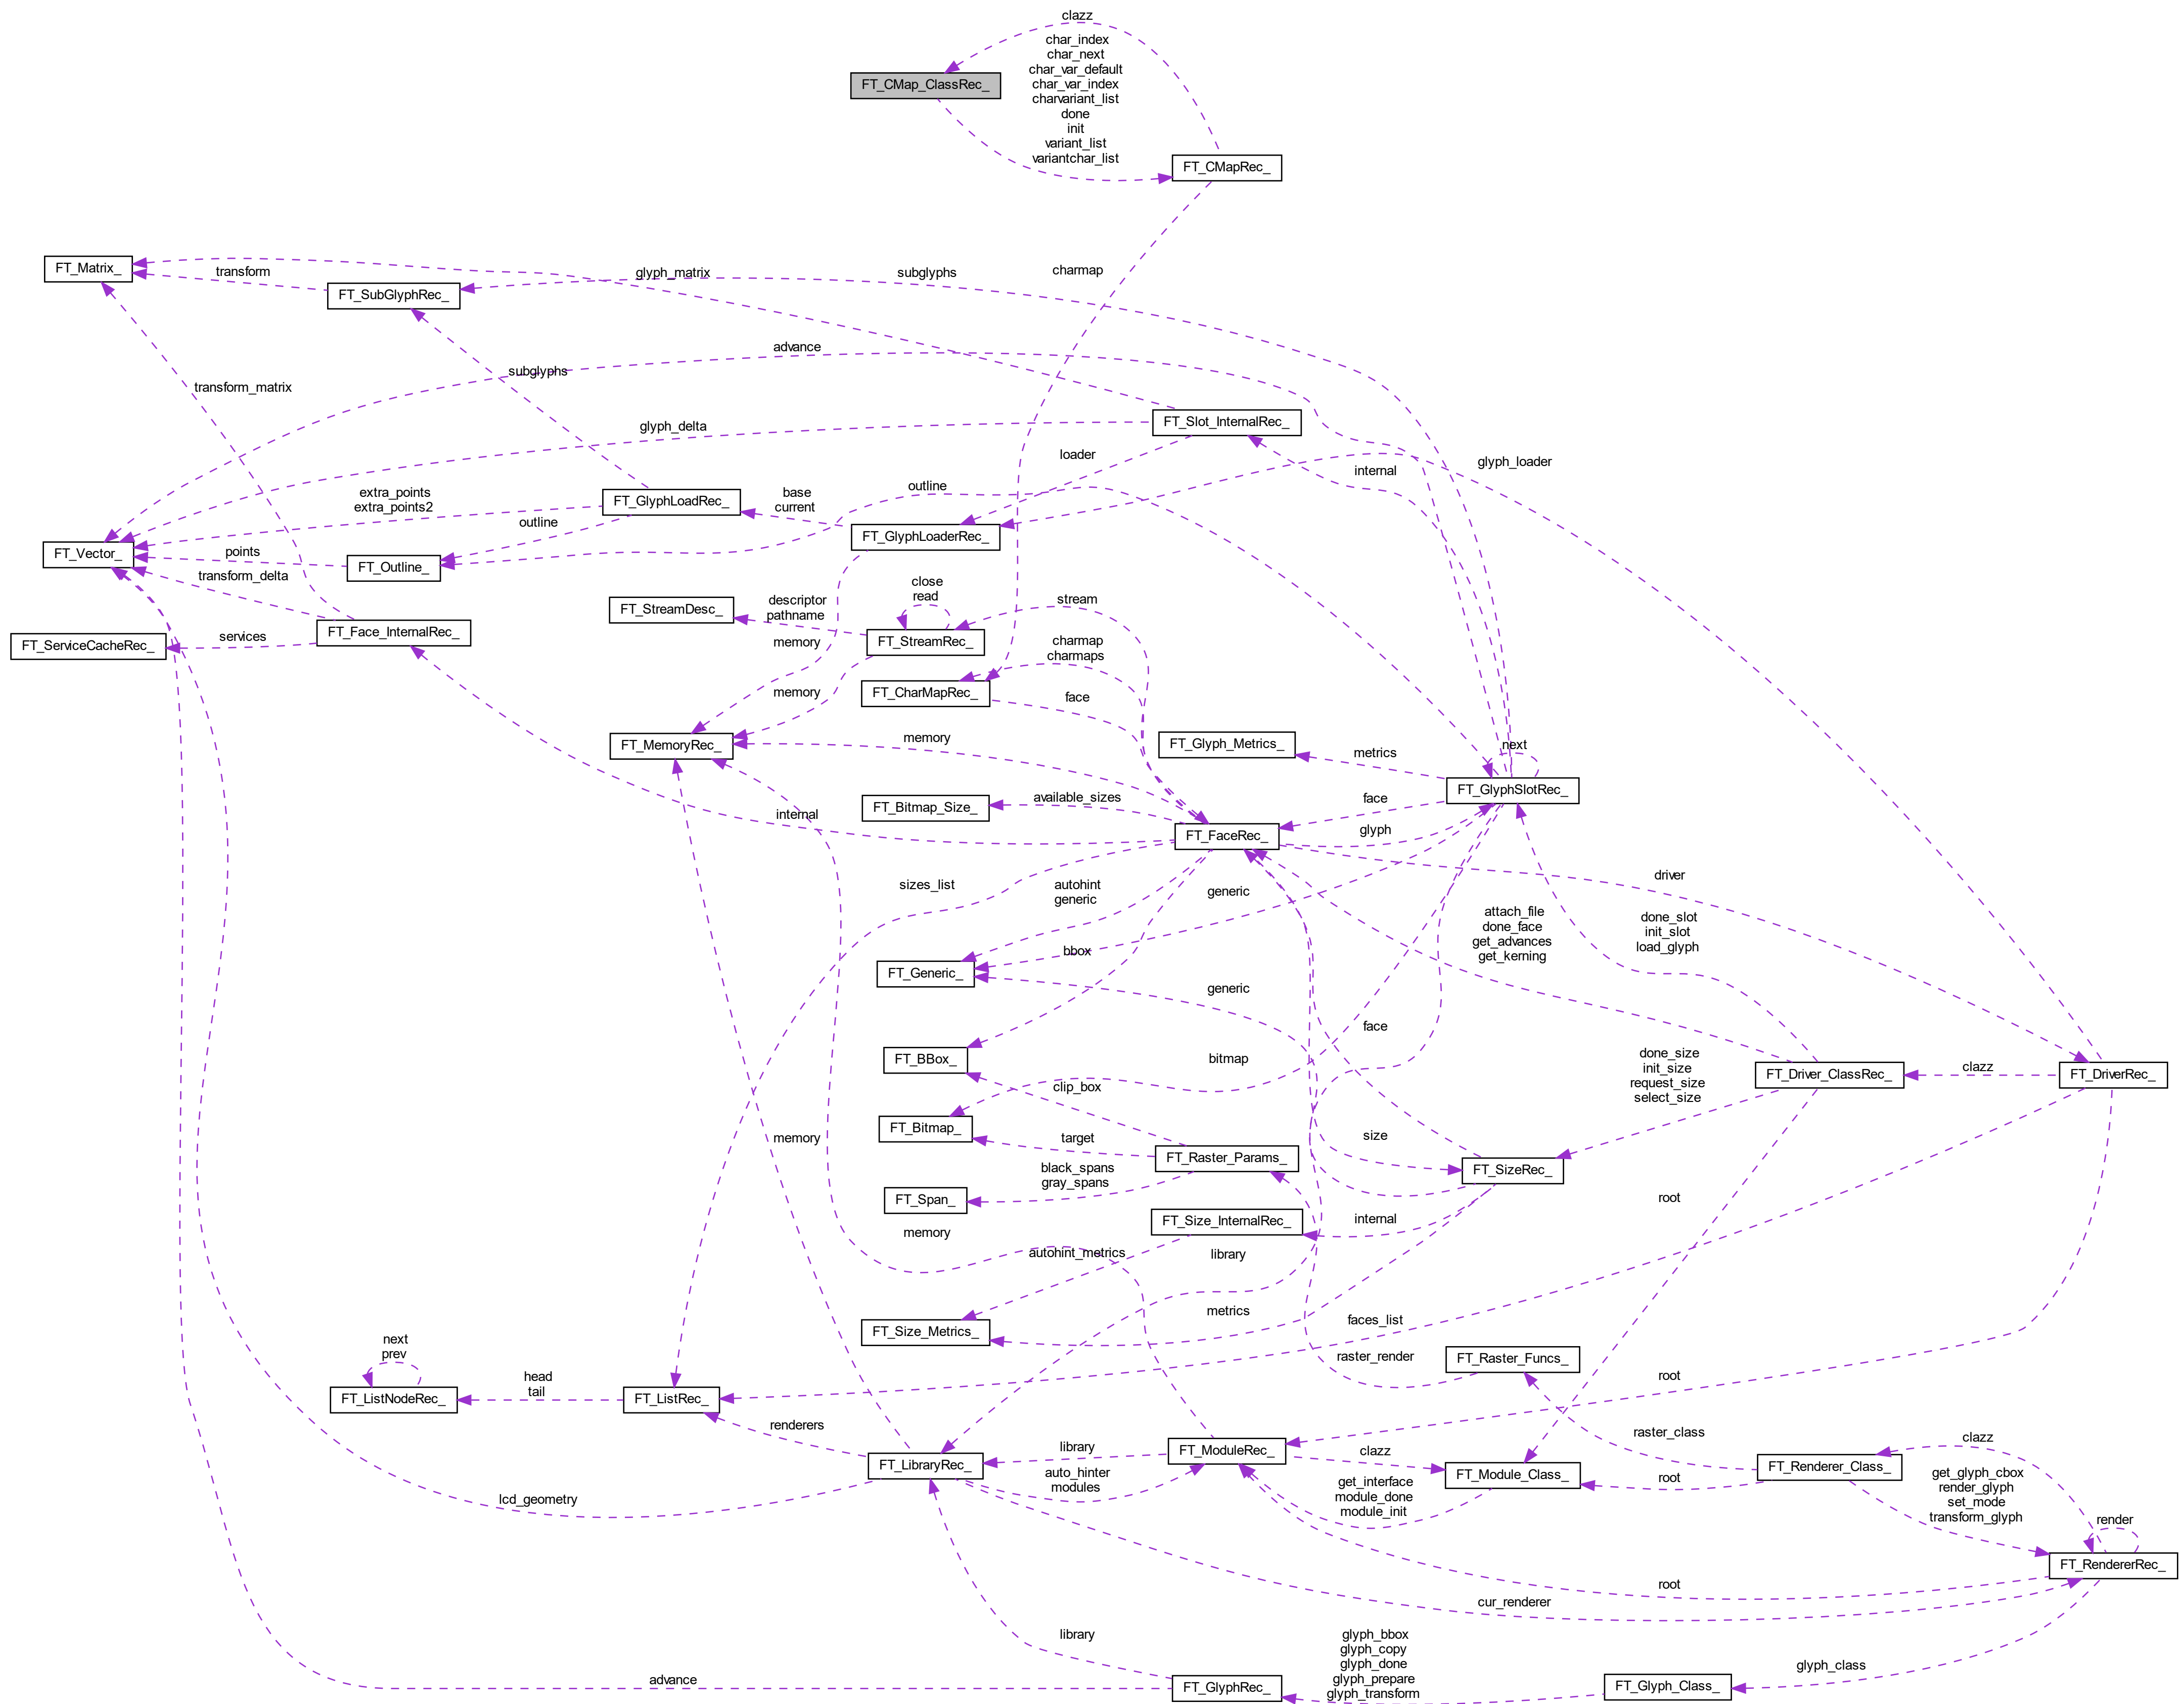 clazz
char_index
char_next
char_var_default
char_var_index
charvariant_list
done
init
variant_list
variantchar_list
FT_CMap_ClassRec_
FT_CMapRec_
FT_Matrix_
transform
FT_SubGlyphRec_
glyph_matrix
subglyphs
charmap
advance
subglyphs
transform_matrix
glyph_delta
FT_Slot_InternalRec_
loader
internal
glyph_loader
extra_points
extra_points2
FT_GlyphLoadRec_
base
current
outline
outline
FT_GlyphLoaderRec_
FT_Vector_
points
FT_Outline_
transform_delta
close
read
FT_StreamDesc_
descriptor
pathname
stream
FT_ServiceCacheRec_
services
FT_Face_InternalRec_
memory
FT_StreamRec_
charmap
charmaps
memory
FT_CharMapRec_
face
FT_MemoryRec_
memory
FT_Glyph_Metrics_
metrics
next
FT_GlyphSlotRec_
FT_Bitmap_Size_
available_sizes
face
internal
FT_FaceRec_
glyph
sizes_list
autohint
generic
generic
driver
attach_file
done_face
get_advances
get_kerning
done_slot
init_slot
load_glyph
bbox
FT_Generic_
generic
face
FT_BBox_
bitmap
clip_box
done_size
init_size
request_size
select_size
FT_Driver_ClassRec_
clazz
FT_DriverRec_
FT_Bitmap_
target
memory
FT_Raster_Params_
size
black_spans
gray_spans
FT_SizeRec_
FT_Span_
root
FT_Size_InternalRec_
internal
memory
autohint_metrics
library
FT_Size_Metrics_
metrics
faces_list
next
prev
raster_render
FT_Raster_Funcs_
FT_ListNodeRec_
head
tail
FT_ListRec_
root
renderers
raster_class
clazz
FT_LibraryRec_
library
FT_ModuleRec_
clazz
FT_Module_Class_
root
FT_Renderer_Class_
auto_hinter
modules
get_interface
module_done
module_init
get_glyph_cbox
render_glyph
set_mode
transform_glyph
lcd_geometry
render
FT_RendererRec_
root
cur_renderer
library
glyph_bbox
glyph_copy
glyph_done
glyph_prepare
glyph_transform
glyph_class
advance
FT_GlyphRec_
FT_Glyph_Class_